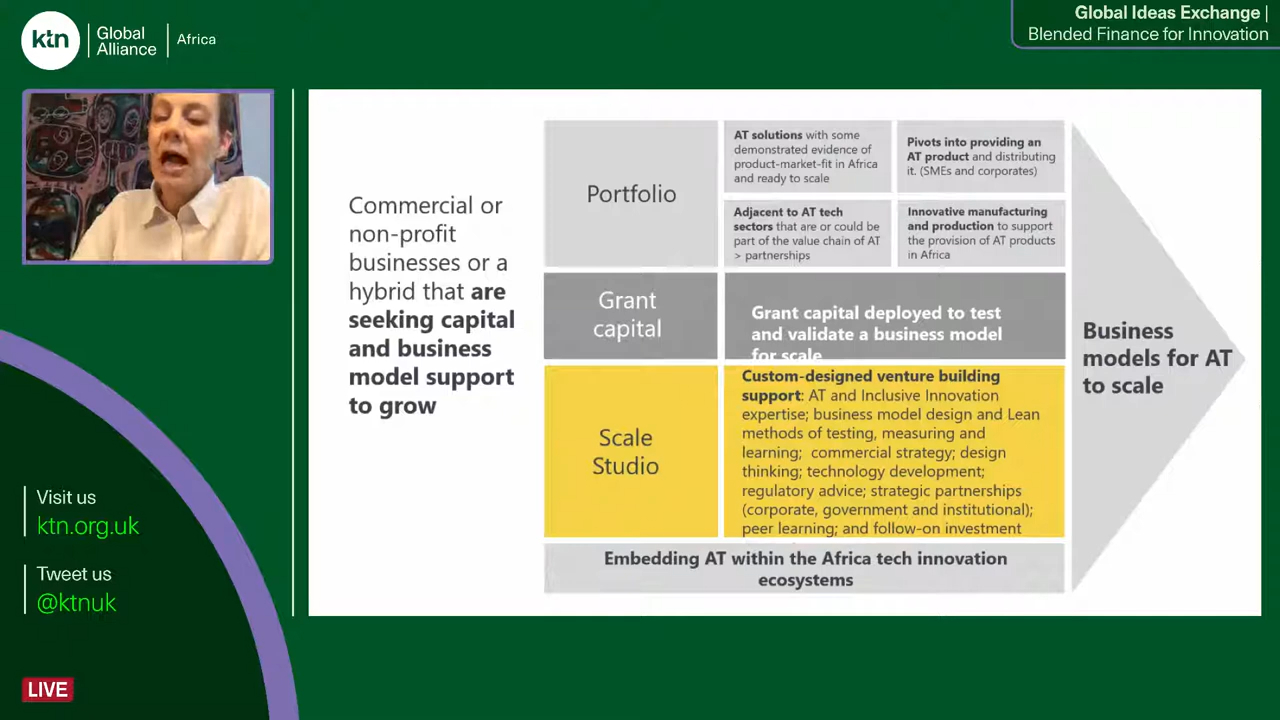 ktn
Global
Alliance
Africa
Global Ideas Exchange |
Blended Finance for Innovation
Commercial or
non-profit
businesses or a
hybrid that are
seeking capital
and business
model support
to grow
Portfolio
AT solutions with some
demonstrated evidence of
product-market-fit in Africa
and ready to scale
Pivots into providing an
AT product and distributing
it. (SMEs and corporates)
Adjacent to AT tech
sectors that are or could be
part of the value chain of AT
> partnerships
Innovative manufacturing
and production to support
the provision of AT products
in Africa
Grant
capital
Grant capital deployed to test
and validate a business model
for scale
Scale
Studio
Custom-designed venture building
support: AT and Inclusive Innovation
expertise; business model design and Lean
methods of testing, measuring and
learning; commercial strategy; design
thinking; technology development;
regulatory advice; strategic partnerships
(corporate, government and institutional);
peer learning; and follow-on investment
Embedding AT within the Africa tech innovation
ecosystems
Business
models for AT
to scale
Visit us
ktn.org.uk
Tweet us
@ktnuk
LIVE